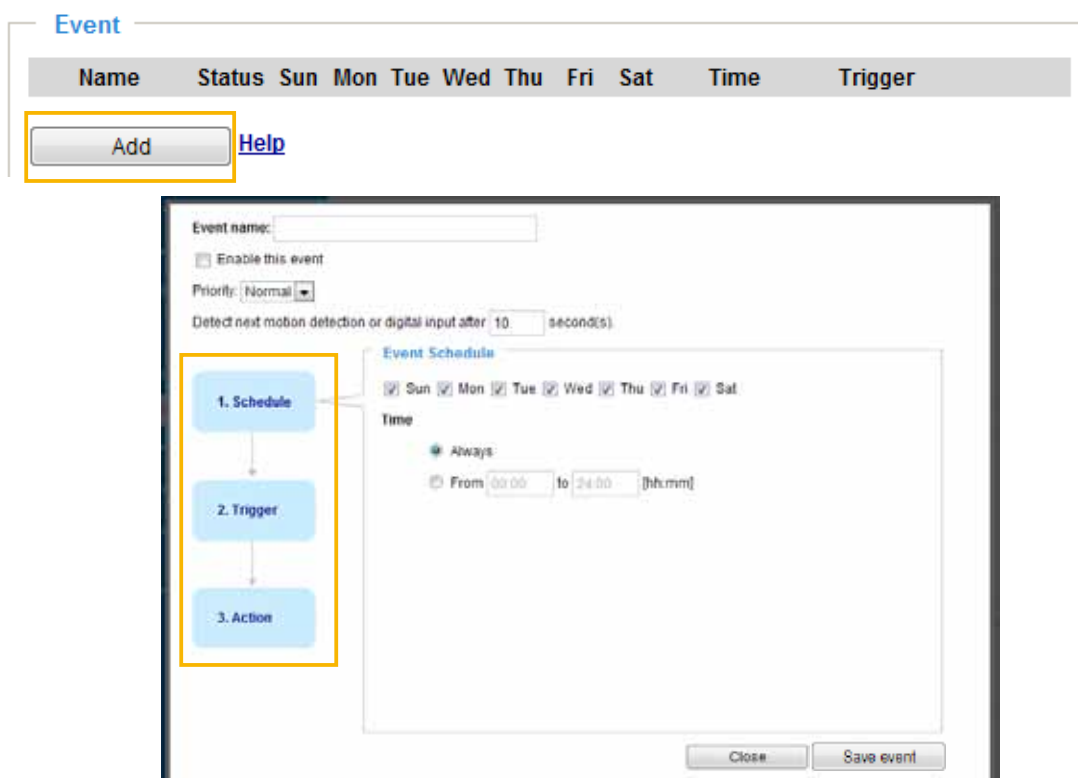 Event
Name Status Sun Mon Tue Wed Thu Fri Sat Time Trigger
Add Help
Event name:
Enable this event
Priority: Normal
Detect next motion detection or digital input after 10 second(s).
Event Schedule
1. Schedule
Sun Mon Tue Wed Thu Fri Sat
Time
Always
From 00:00 to 24:00 [hh:mm]
2. Trigger
3. Action
Close Save event